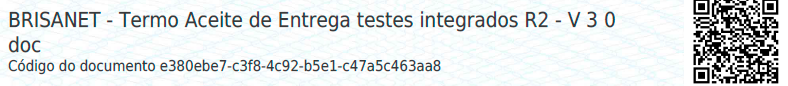 BRISANET - Termo Aceite de Entrega testes integrados R2 - V 3 0
doc
Código do documento e380ebe7-c3f8-4c92-b5e1-c47a5c463aa8